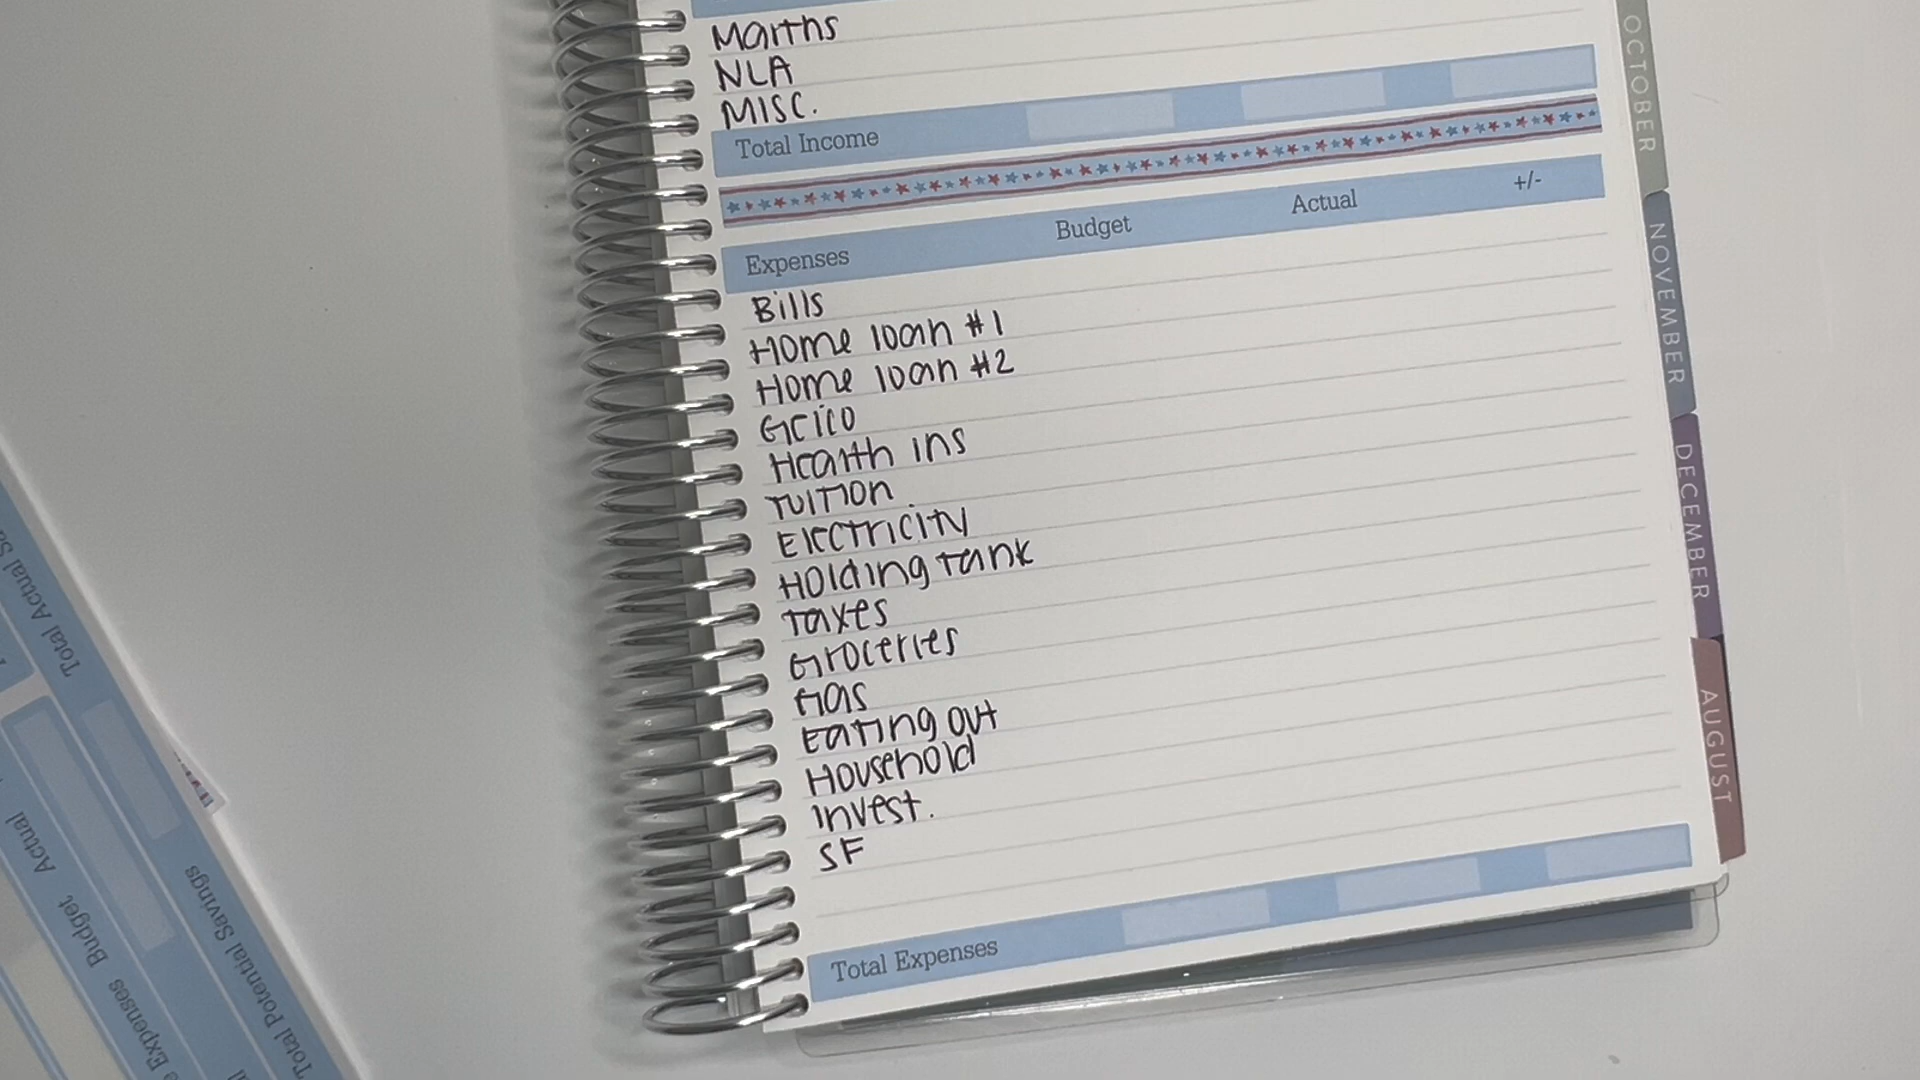 Marths
NLA
MISC.
Total Income
Expenses Budget Actual +/-
Bills
Home loan #1
Home loan #2
Geico
Health ins
Tuition
Electricity
Holding tank
Taxes
Groceries
Gas
Eating out
Household
Invest.
SF
Total Expenses
OCTOBER
NOVEMBER
DECEMBER
AUGUST
Total Actual
Actual
Budget
Expenses
Total Potential Savings
Total